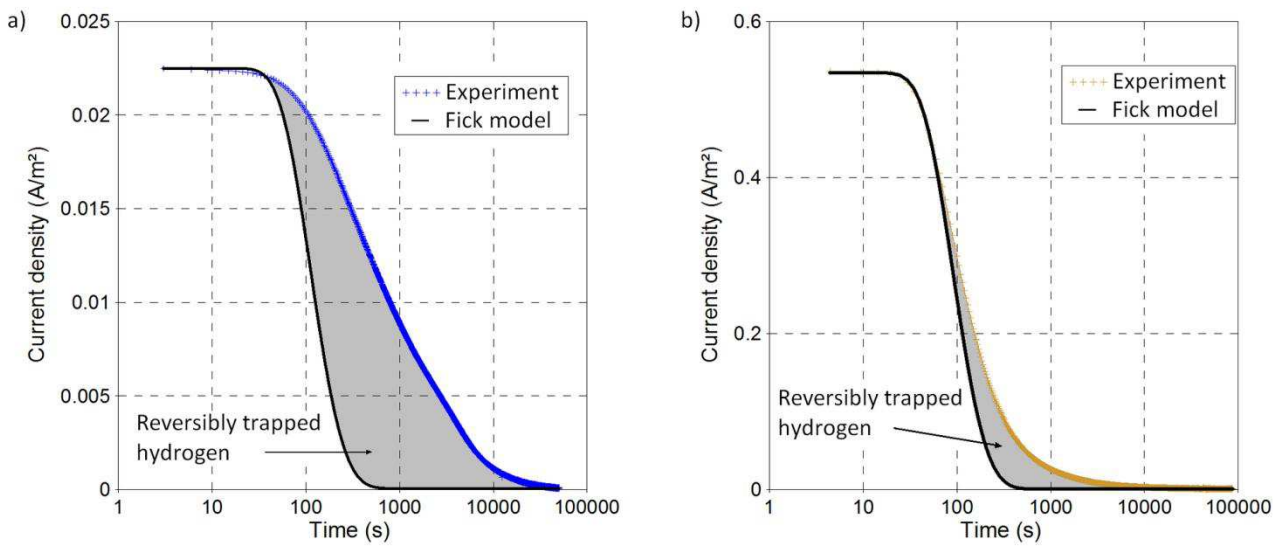 a)
0.025
0.02
0.015
0.01
0.005
0
Current density (A/m²)
1
10
100
1000
10000
100000
Time (s)
Experiment
Fick model
Reversibly trapped
hydrogen
b)
0.6
0.4
0.2
0
Current density (A/m²)
1
10
100
1000
10000
100000
Time (s)
Experiment
Fick model
Reversibly trapped
hydrogen